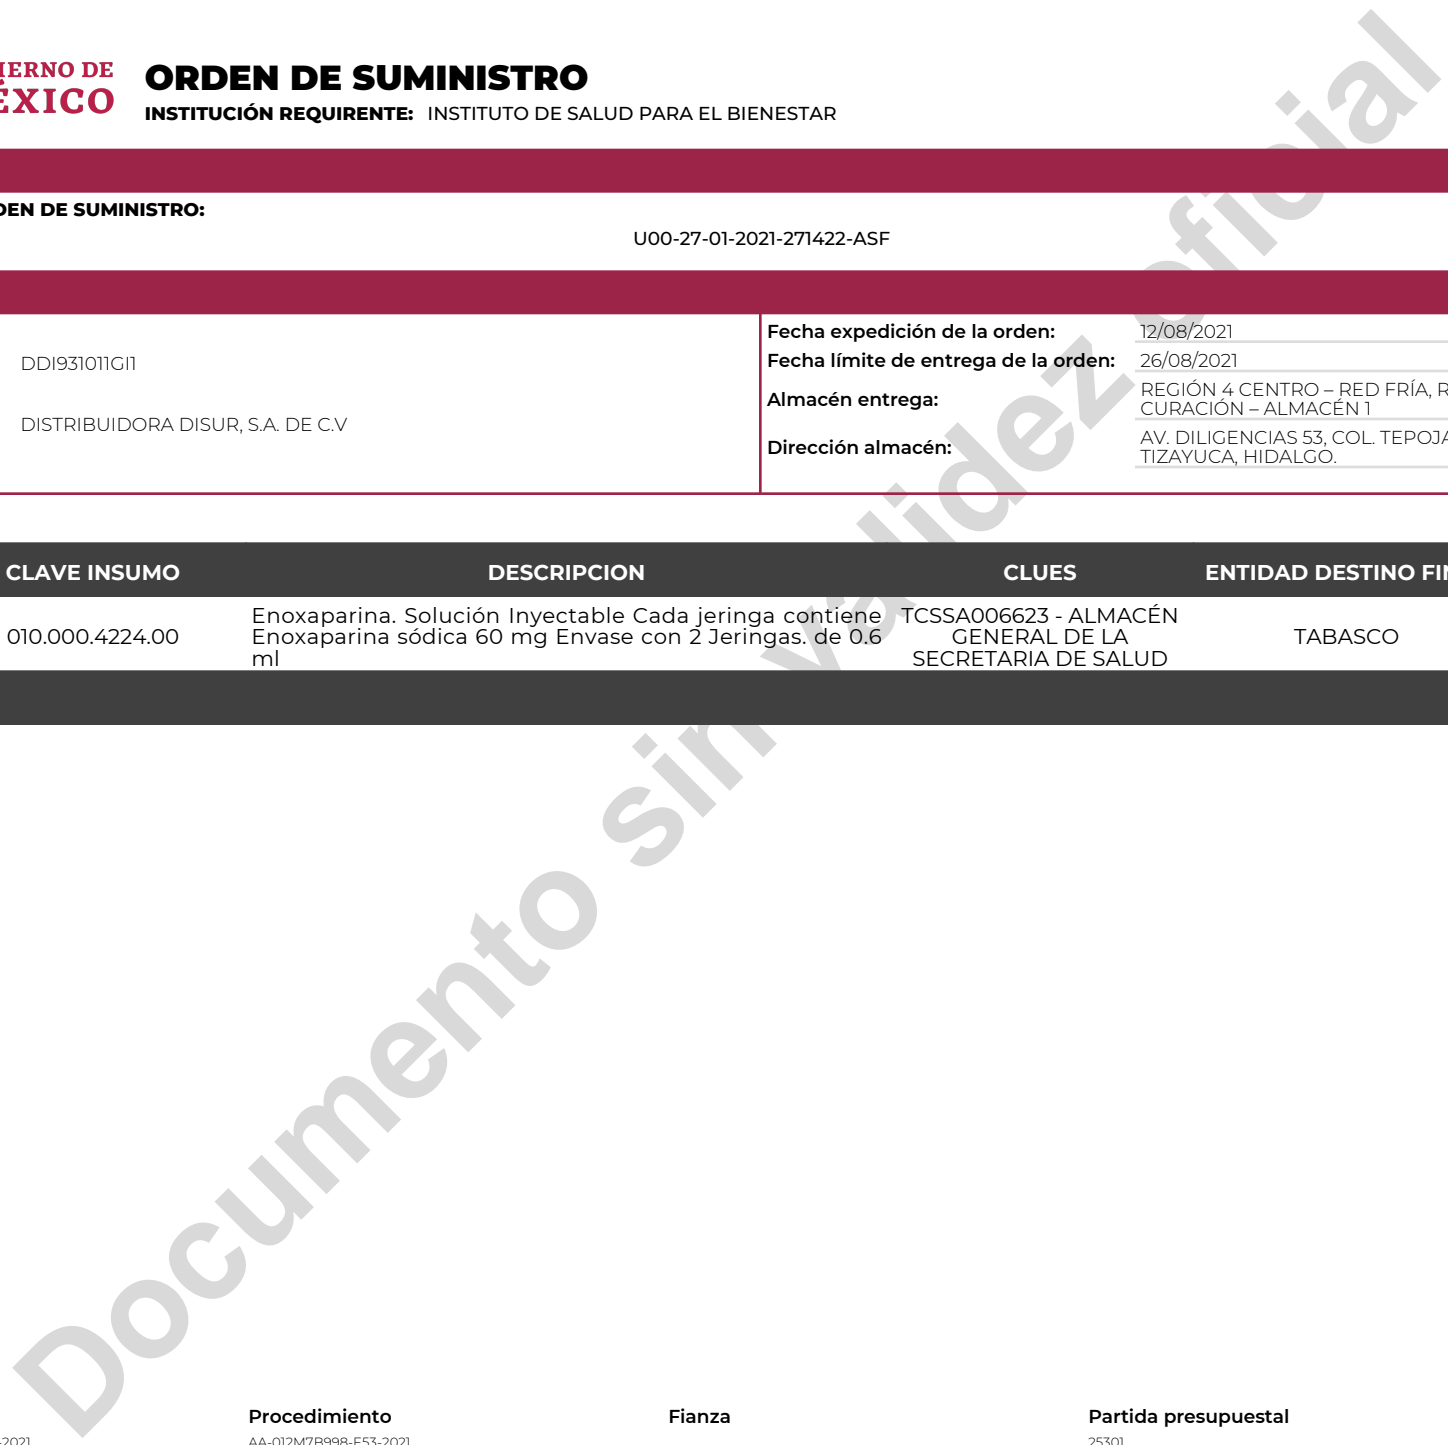 ORDEN DE SUMINISTRO
INSTITUCIÓN REQUIRENTE: INSTITUTO DE SALUD PARA EL BIENESTAR
DE
ÉXICO
DE SUMINISTRO:
U00-27-01-2021-271422-ASF
DDI931011GI1
DISTRIBUIDORA DISUR, S.A. DE C.V
Fecha expedición de la orden: 12/08/2021
Fecha límite de entrega de la orden: 26/08/2021
Almacén entrega: REGIÓN 4 CENTRO – RED FRÍA,
CURACIÓN – ALMACÉN 1
Dirección almacén: AV. DILIGENCIAS 53, COL.
TIZAYUCA, HIDALGO.
CLAVE INSUMO DESCRIPCION CLUES ENTIDAD DESTINO
010.000.4224.00
Enoxaparina. Solución Inyectable Cada jeringa contiene
Enoxaparina sódica 60 mg Envase con 2 Jeringas. de 0.6
ml
TCSSA006623 - ALMACÉN
GENERAL DE LA
SECRETARIA DE SALUD
TABASCO
Documento sin validez oficial
Procedimiento Fianza Partida presupuestal
AA-012M7B998-E53-2021 25301